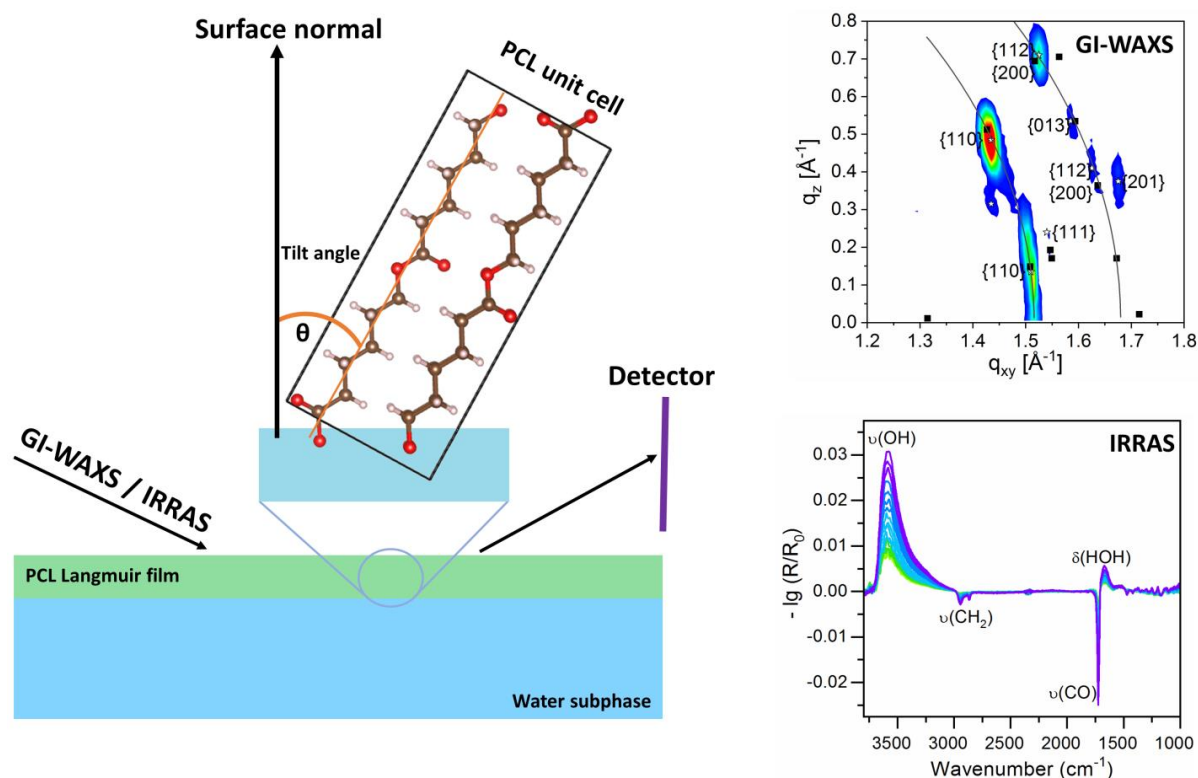 Surface normal
PCL unit cell
Tilt angle
θ
GI-WAXS / IRRAS
Detector
PCL Langmuir film
Water subphase
GI-WAXS
0.8
0.7
0.6
0.5
0.4
0.3
0.2
0.1
0.0
q_z [Å⁻¹]
{112}
{200}
{110}
{013}
{112}
{200}
{201}
{111}
{110}
1.2 1.3 1.4 1.5 1.6 1.7 1.8
q_xy [Å⁻¹]
IRRAS
υ(OH)
0.03
0.02
0.01
0.00
-0.01
-0.02
- lg (R/R₀)
δ(HOH)
υ(CH₂)
υ(CO)
3500 3000 2500 2000 1500 1000
Wavenumber (cm⁻¹)